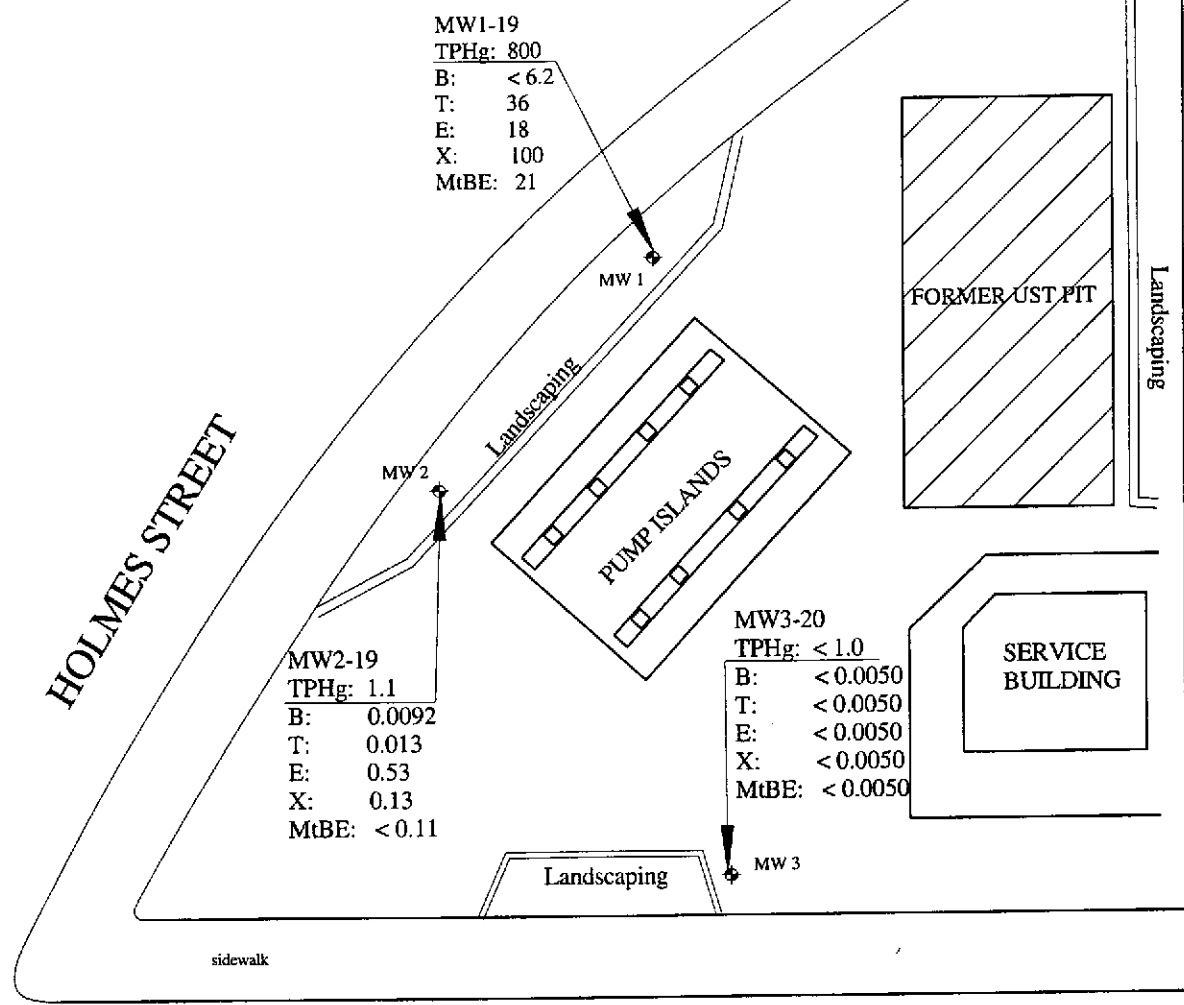 MW1-19
TPHg: 800
B: < 6.2
T: 36
E: 18
X: 100
MtBE: 21
MW 1
FORMER UST PIT
Landscaping
Landscaping
MW 2
PUMP ISLANDS
HOLMES STREET
MW2-19
TPHg: 1.1
B: 0.0092
T: 0.013
E: 0.53
X: 0.13
MtBE: < 0.11
MW3-20
TPHg: < 1.0
B: < 0.0050
T: < 0.0050
E: < 0.0050
X: < 0.0050
MtBE: < 0.0050
SERVICE
BUILDING
Landscaping
MW 3
sidewalk